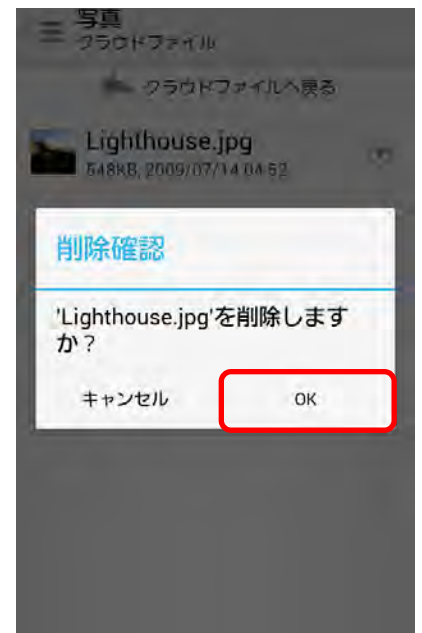 写真
クラウドファイル
クラウドファイルへ戻る
Lighthouse.jpg
548KB, 2009/07/14 04:52
削除確認
'Lighthouse.jpg'を削除します
か？
キャンセル
OK